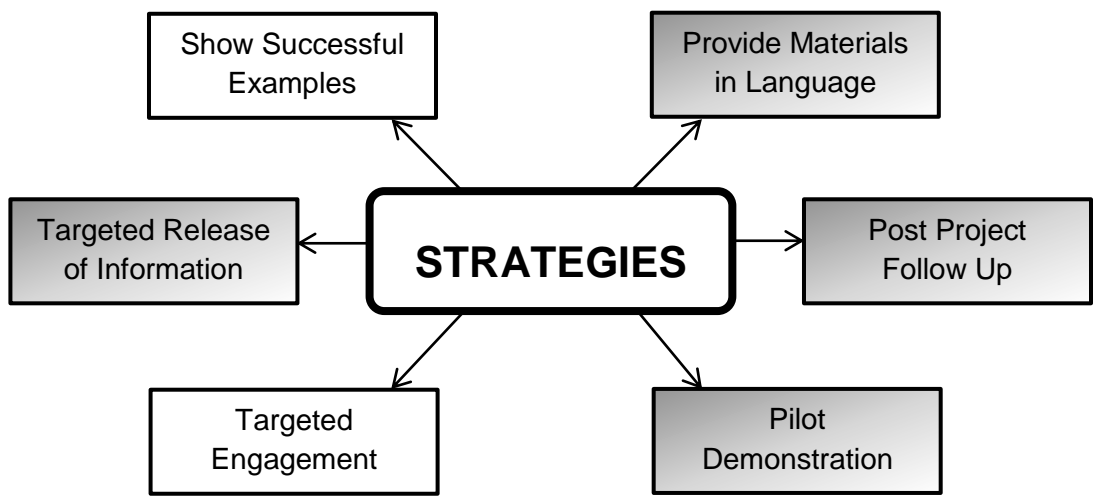 Show Successful
Examples
Provide Materials
in Language
Targeted Release
of Information
STRATEGIES
Post Project
Follow Up
Targeted
Engagement
Pilot
Demonstration